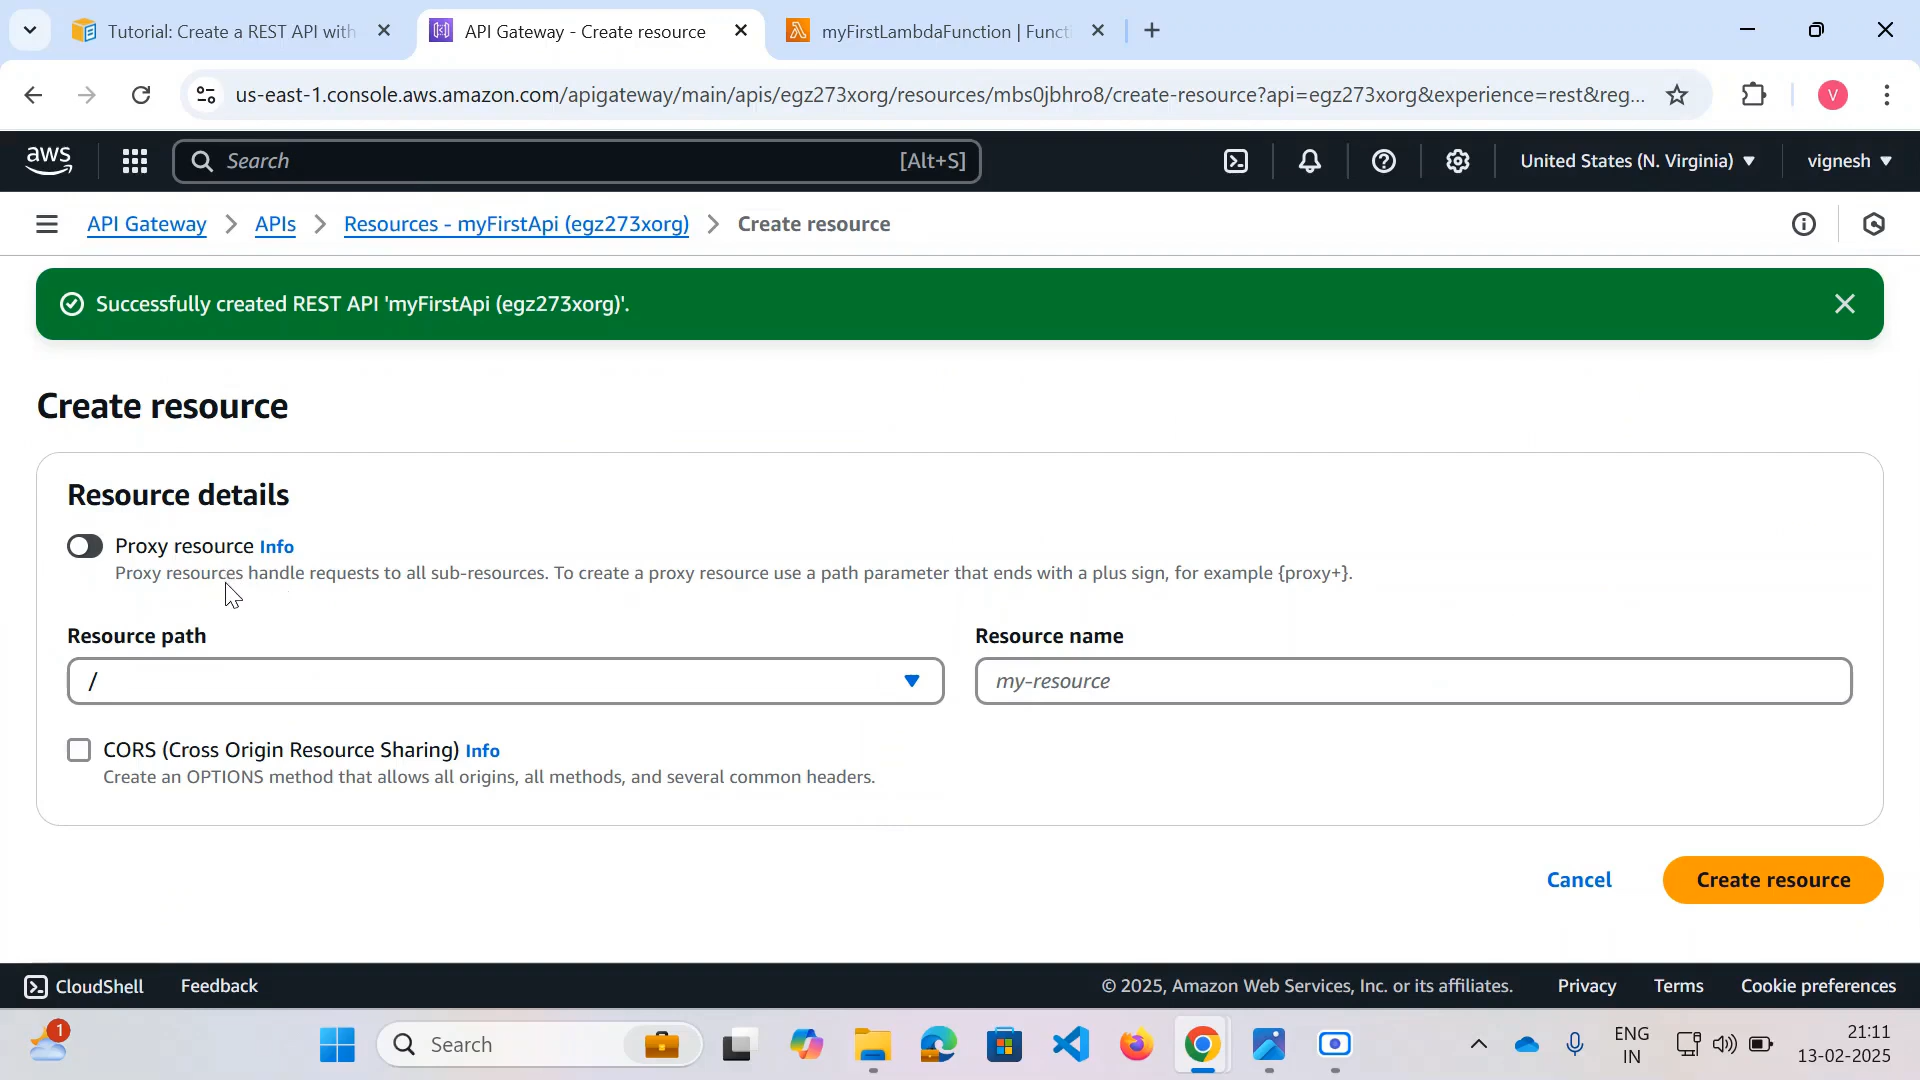 Tutorial: Create a REST API with
API Gateway - Create resource
myFirstLambdaFunction | Functi
us-east-1.console.aws.amazon.com/apigateway/main/apis/egz273xorg/resources/mbs0jbhro8/create-resource?api=egz273xorg&experience=rest&reg...
V
aws
Search
[Alt+S]
United States (N. Virginia)
vignesh
API Gateway
APIs
Resources - myFirstApi (egz273xorg)
Create resource
Successfully created REST API 'myFirstApi (egz273xorg)'.
Create resource
Resource details
Proxy resource Info
Proxy resources handle requests to all sub-resources. To create a proxy resource use a path parameter that ends with a plus sign, for example {proxy+}.
Resource path
Resource name
/
my-resource
CORS (Cross Origin Resource Sharing) Info
Create an OPTIONS method that allows all origins, all methods, and several common headers.
Cancel
Create resource
CloudShell
Feedback
© 2025, Amazon Web Services, Inc. or its affiliates.
Privacy
Terms
Cookie preferences
1
Search
ENG
IN
21:11
13-02-2025